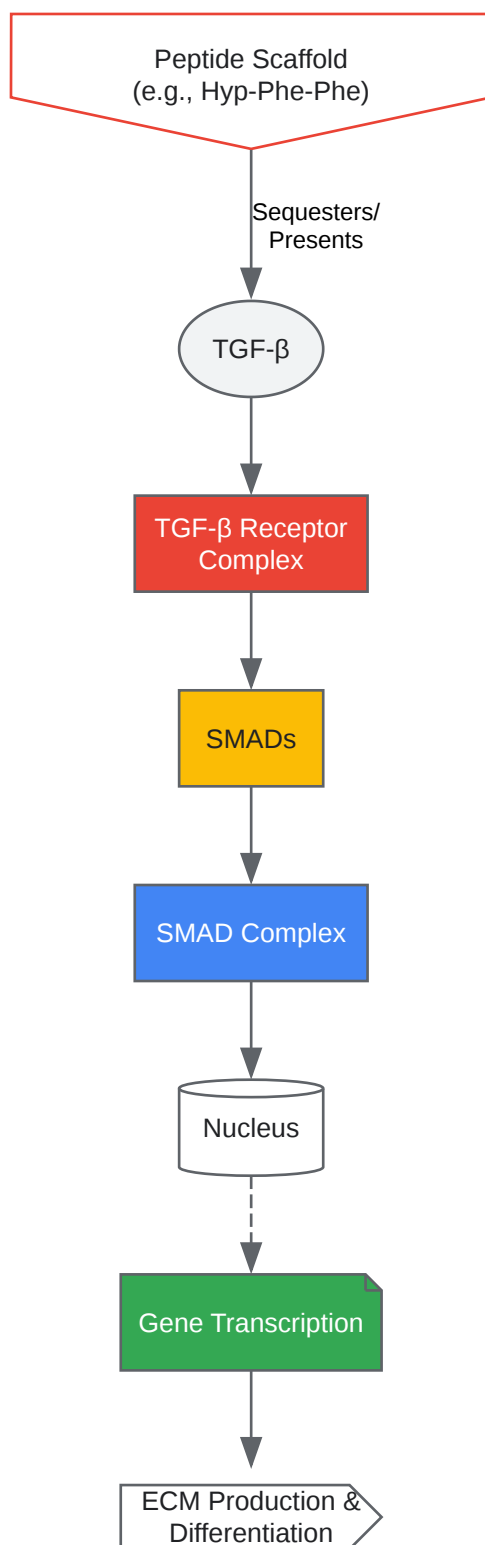 Peptide Scaffold
(e.g., Hyp-Phe-Phe)
Sequesters/
Presents
TGF-β
TGF-β Receptor
Complex
SMADs
SMAD Complex
Nucleus
Gene Transcription
ECM Production &
Differentiation